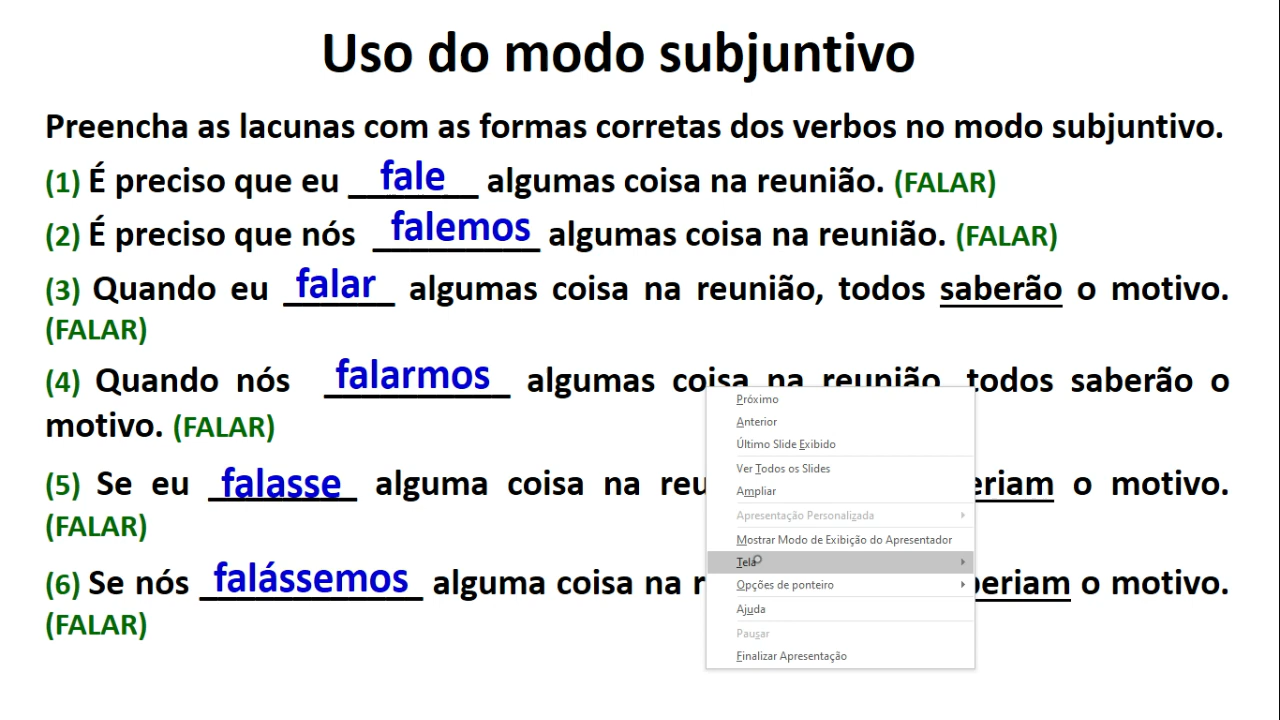 Uso do modo subjuntivo
Preencha as lacunas com as formas corretas dos verbos no modo subjuntivo.
(1) É preciso que eu fale algumas coisa na reunião. (FALAR)
(2) É preciso que nós falemos algumas coisa na reunião. (FALAR)
(3) Quando eu falar algumas coisa na reunião, todos saberão o motivo.
(FALAR)
(4) Quando nós falarmos algumas coisa na reunião, todos saberão o
motivo. (FALAR)
(5) Se eu falasse alguma coisa na o motivo.
(FALAR)
(6) Se nós falássemos alguma coisa na o motivo.
(FALAR)
Próximo
Anterior
Último Slide Exibido
Ver Todos os Slides
Ampliar
Apresentação Personalizada
Mostrar Modo de Exibição do Apresentador
Tela
Opções de ponteiro
Ajuda
Pausar
Finalizar Apresentação